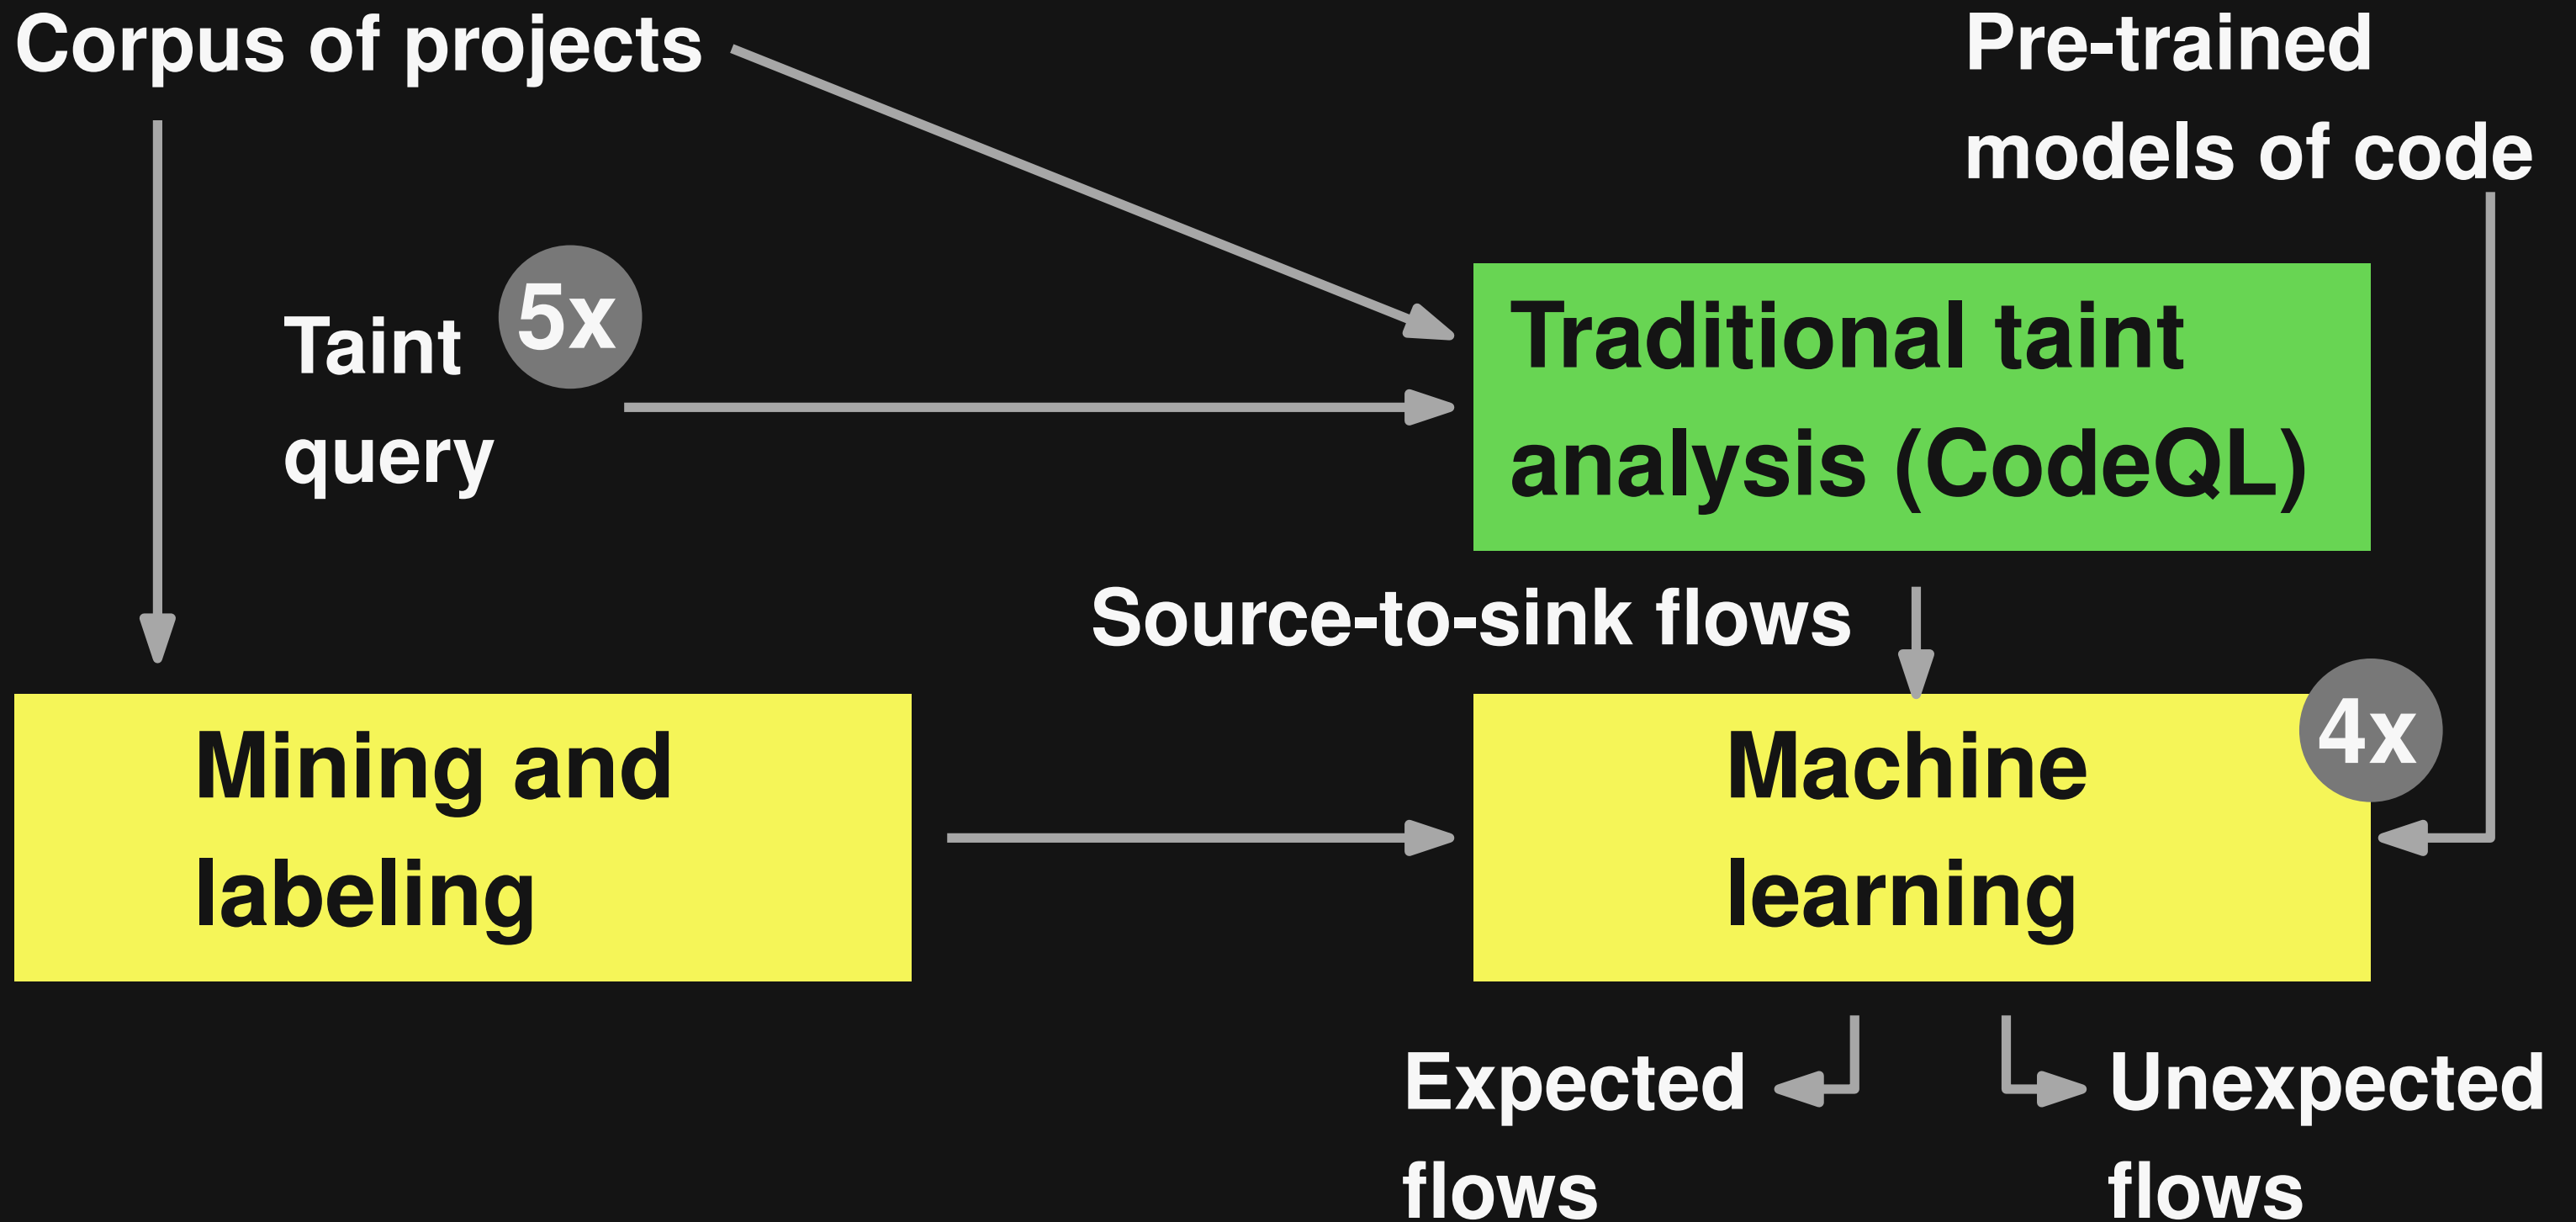 Corpus of projects
Pre-trained
models of code
Taint
query
5x
Traditional taint
analysis (CodeQL)
Source-to-sink flows
Mining and
labeling
Machine
learning
4x
Expected
flows
Unexpected
flows